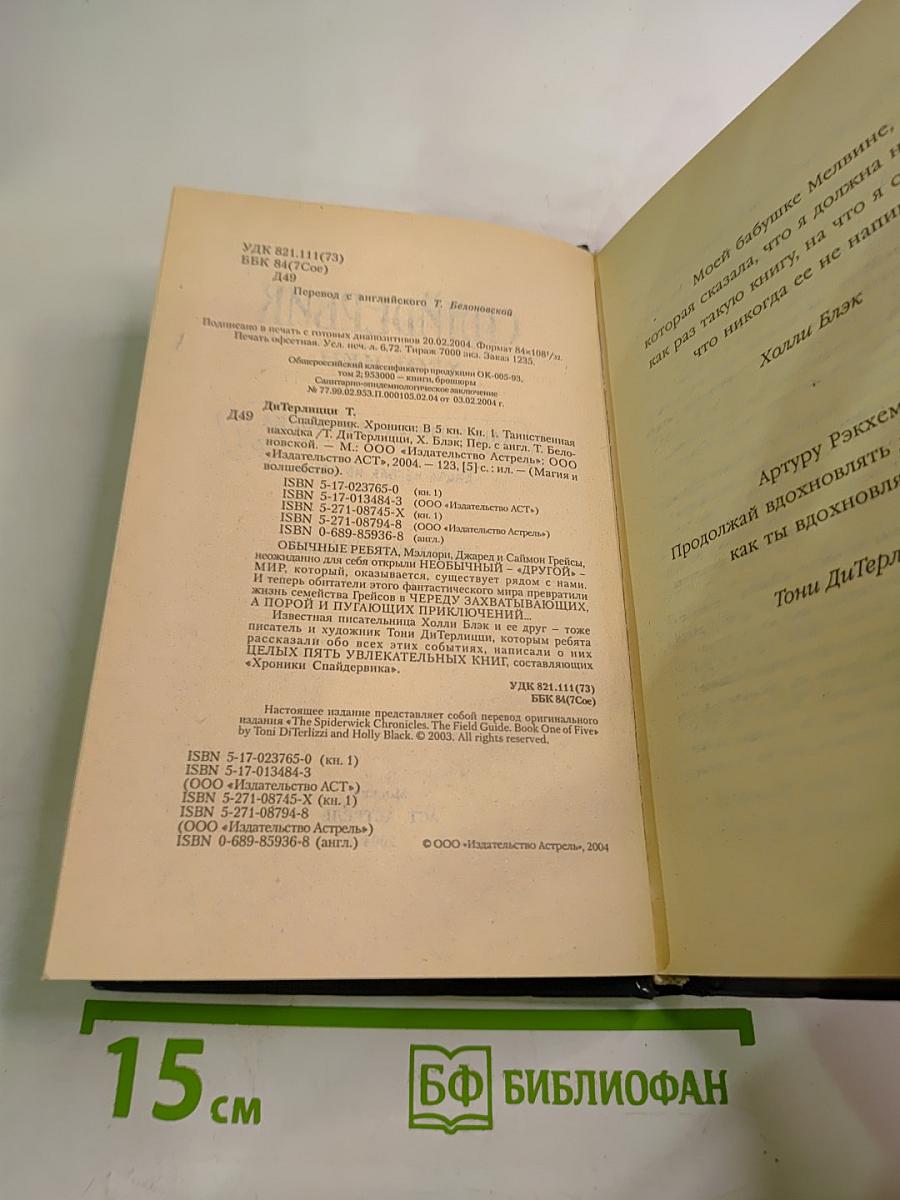 УДК 821.111(73)
ББК 84(7Сое)
Д49
Перевод с английского Т. Белоновской
Подписано в печать с готовых диапозитивов 20.02.2004. Формат 84×108¹/₃₂.
Печать офсетная. Усл. печ. л. 6,72. Тираж 7000 экз. Заказ 1235.
Общероссийский классификатор продукции ОК-005-93,
том 2; 953000 — книги, брошюры
Санитарно-эпидемиологическое заключение
№ 77.99.02.953.П.000105.02.04 от 03.02.2004 г.
ДиТерлицци Т.
Д49 Спайдервик. Хроники: В 5 кн. Кн. 1. Таинственная
находка /Т. ДиТерлицци, Х. Блэк; Пер. с англ. Т. Бело-
новской. — М.: ООО «Издательство Астрель»; ООО
«Издательство АСТ», 2004. — 123, [5] с. : ил. — (Магия и
волшебство).
ISBN 5-17-023765-0 (кн. 1)
ISBN 5-17-013484-3 (ООО «Издательство АСТ»)
ISBN 5-271-08745-X (кн. 1)
ISBN 5-271-08794-8 (ООО «Издательство Астрель»)
ISBN 0-689-85936-8 (англ.)
ОБЫЧНЫЕ РЕБЯТА, Мэллори, Джаред и Саймон Грейсы,
неожиданно для себя открыли НЕОБЫЧНЫЙ – «ДРУГОЙ» –
МИР, который, оказывается, существует рядом с нами.
И теперь обитатели этого фантастического мира превратили
жизнь семейства Грейсов в ЧЕРЕДУ ЗАХВАТЫВАЮЩИХ,
А ПОРОЙ И ПУГАЮЩИХ ПРИКЛЮЧЕНИЙ...
Известная писательница Холли Блэк и ее друг – тоже
писатель и художник Тони ДиТерлицци, которым ребята
рассказали обо всех этих событиях, написали о них
ЦЕЛЫХ ПЯТЬ УВЛЕКАТЕЛЬНЫХ КНИГ, составляющих
«Хроники Спайдервика».
УДК 821.111(73)
ББК 84(7Сое)
Настоящее издание представляет собой перевод оригинального
издания «The Spiderwick Chronicles. The Field Guide. Book One of Five»
by Toni DiTerlizzi and Holly Black. © 2003. All rights reserved.
ISBN 5-17-023765-0 (кн. 1)
ISBN 5-17-013484-3
(ООО «Издательство АСТ»)
ISBN 5-271-08745-X (кн. 1)
ISBN 5-271-08794-8
(ООО «Издательство Астрель»)
ISBN 0-689-85936-8 (англ.)
© ООО «Издательство Астрель», 2004
Моей бабушке Мелвине,
которая сказала, что я должна н
как раз такую книгу, на что я о
что никогда ее не напи
Холли Блэк
Артуру Рэкхем
Продолжай вдохновлять
как ты вдохновля
Тони ДиТерл
15 см
БФ БИБЛИОФАН